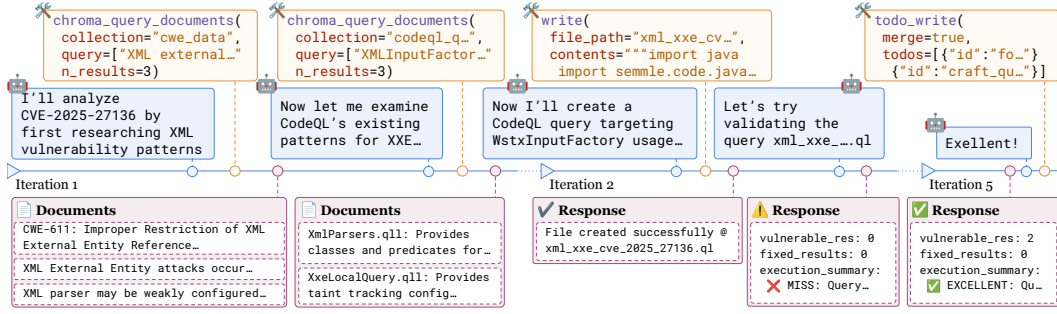 chroma_query_documents(
collection="cwe_data",
query=["XML external…"
n_results=3)
chroma_query_documents(
collection="codeql_q…",
query=["XMLInputFactor…"
n_results=3)
write(
file_path="xml_xxe_cv…",
contents="""import java
import semmle.code.java…
todo_write(
merge=true,
todos=[{"id":"fo…"}
{"id":"craft_qu…"}]
I'll analyze
CVE-2025-27136 by
first researching XML
vulnerability patterns
Now let me examine
CodeQL's existing
patterns for XXE…
Now I'll create a
CodeQL query targeting
WstxInputFactory usage…
Let's try
validating the
query xml_xxe_….ql
Exellent!
Iteration 1
Iteration 2
Iteration 5
Documents
CWE-611: Improper Restriction of XML
External Entity Reference…
XML External Entity attacks occur…
XML parser may be weakly configured…
Documents
XmlParsers.qll: Provides
classes and predicates for…
XxeLocalQuery.qll: Provides
taint tracking config…
Response
File created successfully @
xml_xxe_cve_2025_27136.ql
Response
vulnerable_res: 0
fixed_results: 0
execution_summary:
❌ MISS: Query…
Response
vulnerable_res: 2
fixed_results: 0
execution_summary:
✅ EXCELLENT: Qu…